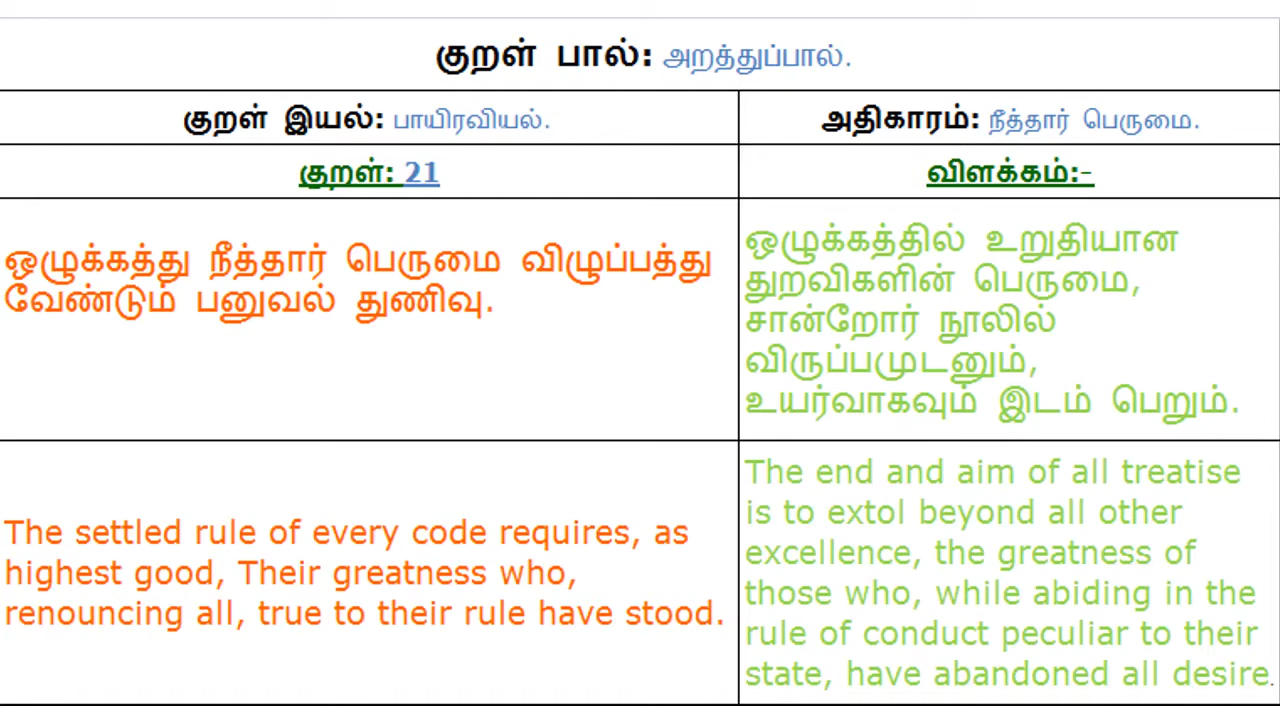 குறள் பால்: அறத்துப்பால்.
குறள் இயல்: பாயிரவியல்.
அதிகாரம்: நீத்தார் பெருமை.
குறள்: 21
விளக்கம்:-
ஒழுக்கத்து நீத்தார் பெருமை விழுப்பத்து
வேண்டும் பனுவல் துணிவு.
ஒழுக்கத்தில் உறுதியான
துறவிகளின் பெருமை,
சான்றோர் நூலில்
விருப்பமுடனும்,
உயர்வாகவும் இடம் பெறும்.
The settled rule of every code requires, as
highest good, Their greatness who,
renouncing all, true to their rule have stood.
The end and aim of all treatise
is to extol beyond all other
excellence, the greatness of
those who, while abiding in the
rule of conduct peculiar to their
state, have abandoned all desire.